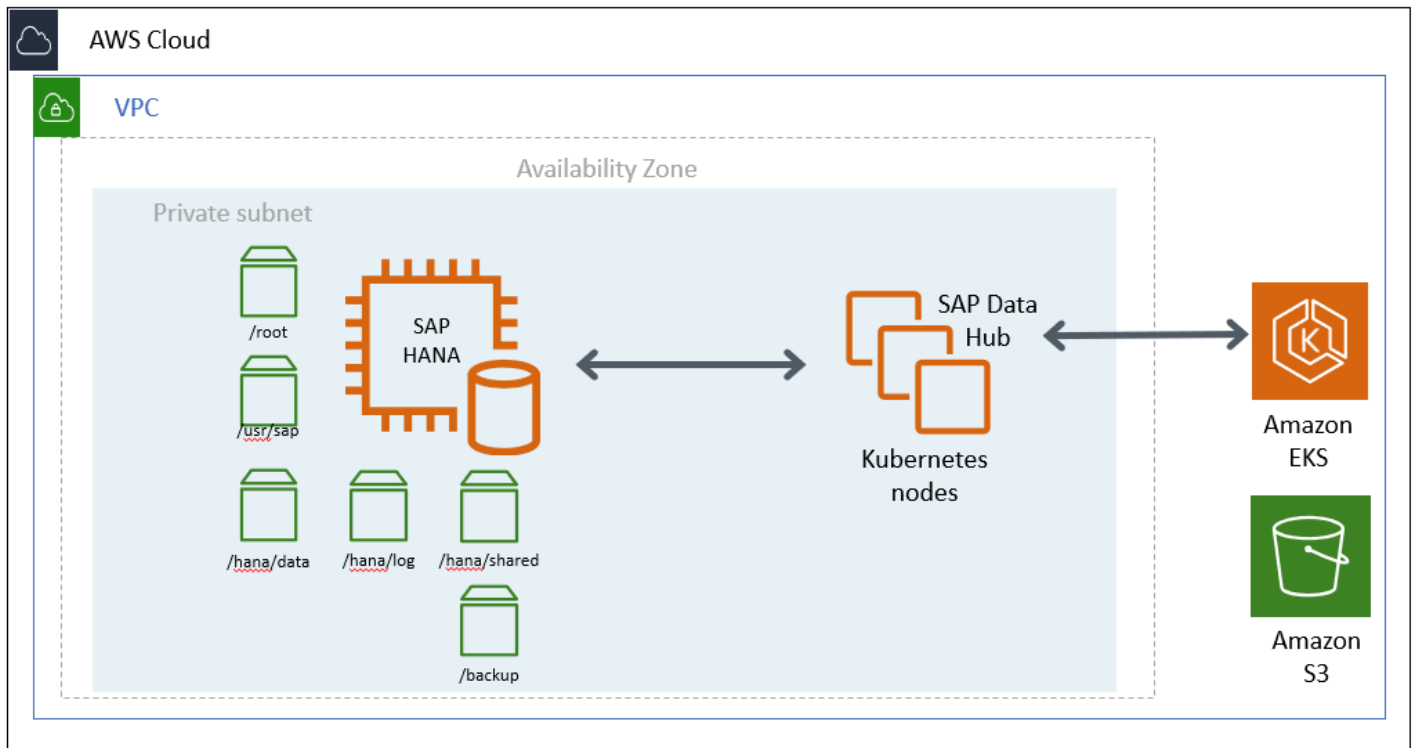 AWS Cloud
VPC
Availability Zone
Private subnet
/root
SAP
HANA
/usr/sap
/hana/data
/hana/log
/hana/shared
/backup
SAP Data
Hub
Kubernetes
nodes
K
Amazon
EKS
Amazon
S3